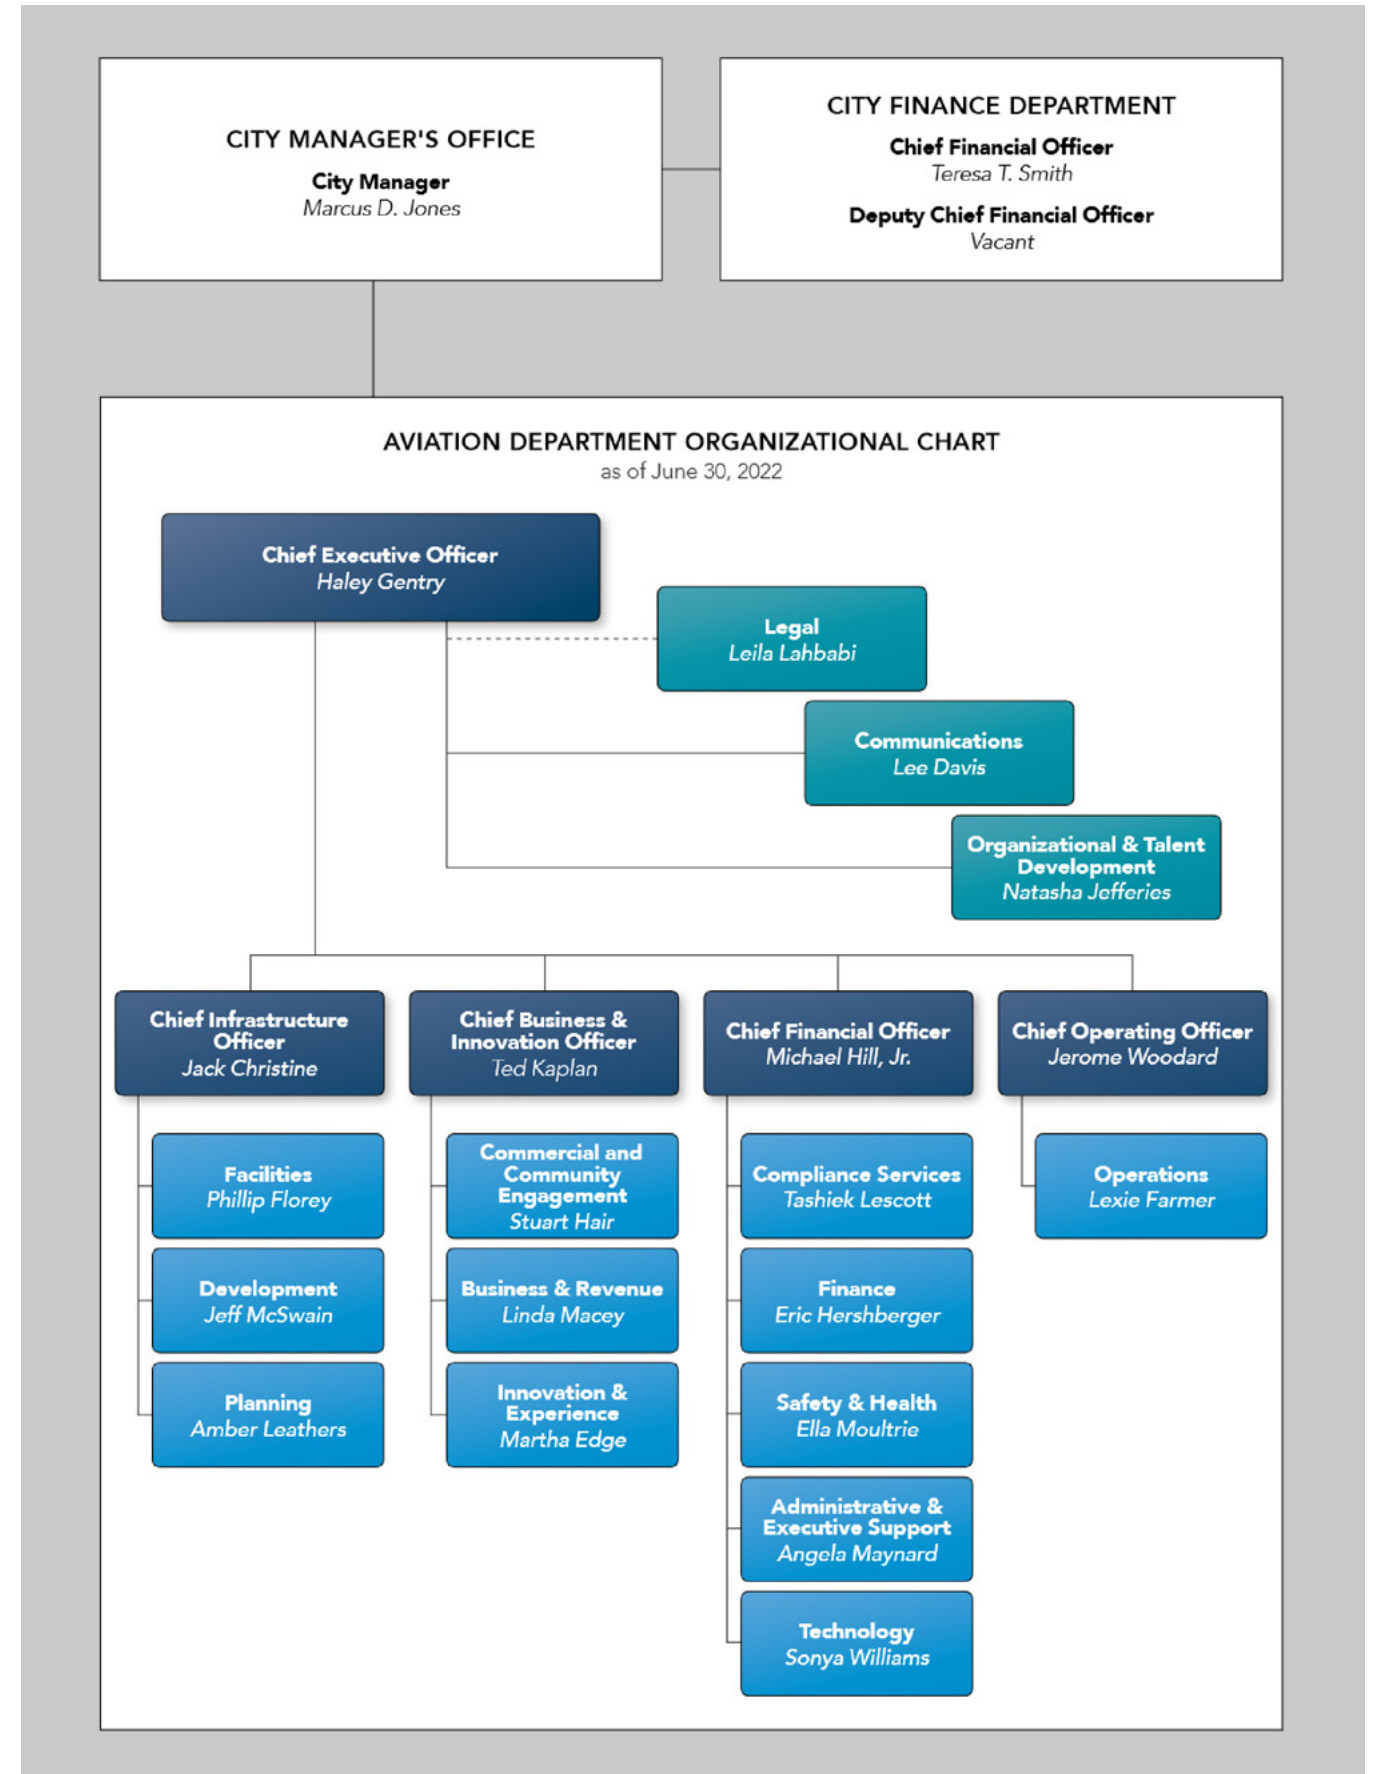 CITY MANAGER'S OFFICE
City Manager
Marcus D. Jones
CITY FINANCE DEPARTMENT
Chief Financial Officer
Teresa T. Smith
Deputy Chief Financial Officer
Vacant
AVIATION DEPARTMENT ORGANIZATIONAL CHART
as of June 30, 2022
Chief Executive Officer
Haley Gentry
Legal
Leila Lahbabi
Communications
Lee Davis
Organizational & Talent
Development
Natasha Jefferies
Chief Infrastructure
Officer
Jack Christine
Facilities
Phillip Florey
Development
Jeff McSwain
Planning
Amber Leathers
Chief Business &
Innovation Officer
Ted Kaplan
Commercial and
Community
Engagement
Stuart Hair
Business & Revenue
Linda Macey
Innovation &
Experience
Martha Edge
Chief Financial Officer
Michael Hill, Jr.
Compliance Services
Tashiek Lescott
Finance
Eric Hershberger
Safety & Health
Ella Moultrie
Administrative &
Executive Support
Angela Maynard
Technology
Sonya Williams
Chief Operating Officer
Jerome Woodard
Operations
Lexie Farmer